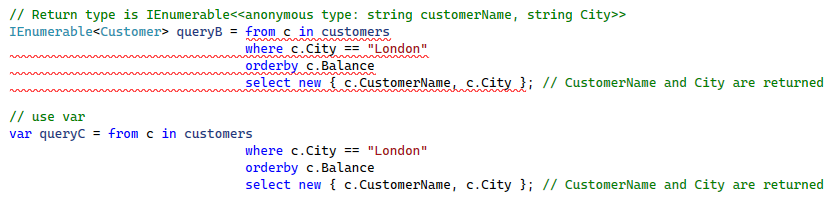 // Return type is IEnumerable<<anonymous type: string customerName, string City>>
IEnumerable<Customer> queryB = from c in customers
where c.City == "London"
orderby c.Balance
select new { c.CustomerName, c.City }; // CustomerName and City are returned
// use var
var queryC = from c in customers
where c.City == "London"
orderby c.Balance
select new { c.CustomerName, c.City }; // CustomerName and City are returned